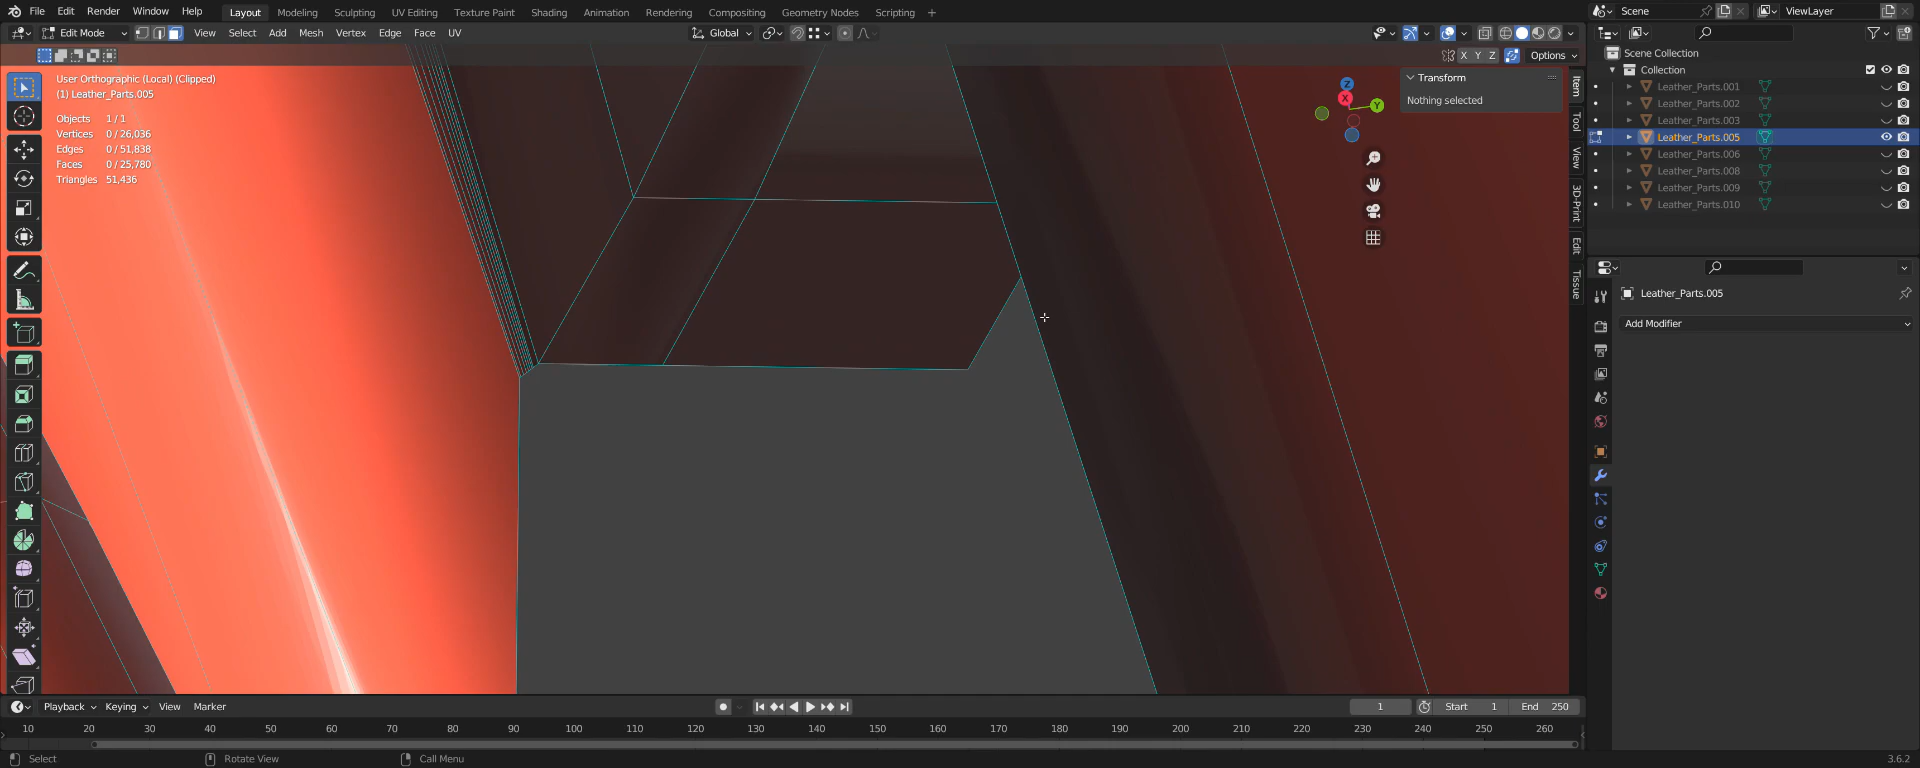 File Edit Render Window Help Layout Modeling Sculpting UV Editing Texture Paint Shading Animation Rendering Compositing Geometry Nodes Scripting + Scene ViewLayer
Edit Mode View Select Add Mesh Vertex Edge Face UV Global
X Y Z Options
Scene Collection
Collection
Leather_Parts.001
Leather_Parts.002
Leather_Parts.003
Leather_Parts.005
Leather_Parts.006
Leather_Parts.008
Leather_Parts.009
Leather_Parts.010
User Orthographic (Local) (Clipped)
(1) Leather_Parts.005
Objects 1 / 1
Vertices 0 / 26,036
Edges 0 / 51,838
Faces 0 / 25,780
Triangles 51,436
Transform
Nothing selected
Z
X
Y
Item
Tool
View
3D-Print
Edit
Tissue
Leather_Parts.005
Add Modifier
Playback Keying View Marker 1 Start 1 End 250
10 20 30 40 50 60 70 80 90 100 110 120 130 140 150 160 170 180 190 200 210 220 230 240 250 260
Select Rotate View Call Menu 3.6.2